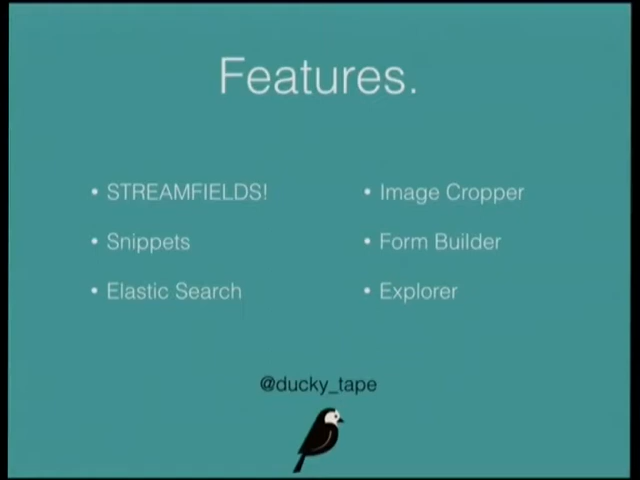 Features.
• STREAMFIELDS!
• Snippets
• Elastic Search
• Image Cropper
• Form Builder
• Explorer
@ducky_tape